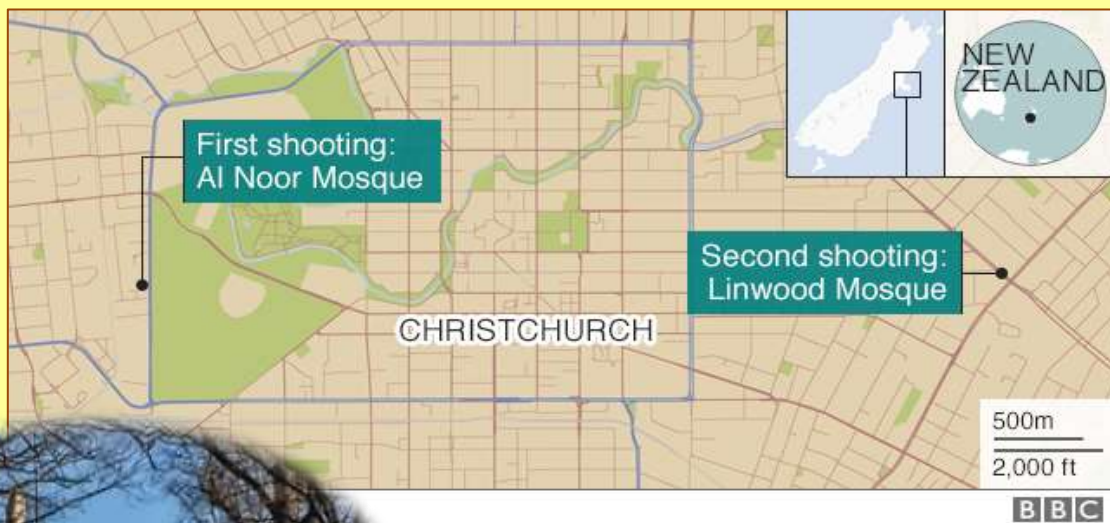 First shooting:
Al Noor Mosque
NEW
ZEALAND
Second shooting:
Linwood Mosque
CHRISTCHURCH
500m
2,000 ft
BBC